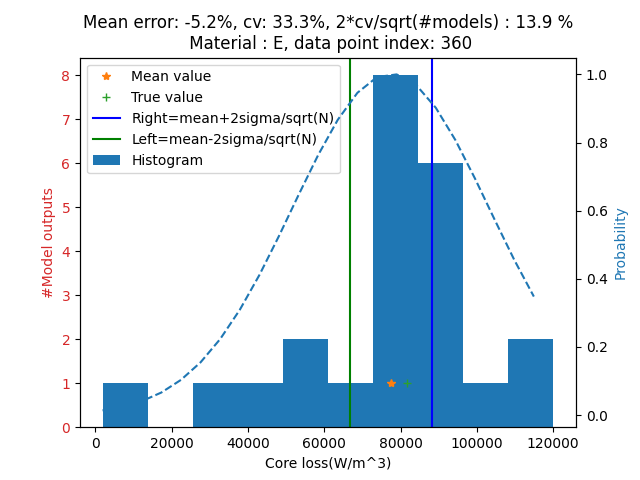 Mean error: -5.2%, cv: 33.3%, 2*cv/sqrt(#models) : 13.9 %
Material : E, data point index: 360
Mean value
True value
Right=mean+2sigma/sqrt(N)
Left=mean-2sigma/sqrt(N)
Histogram
#Model outputs
8
7
6
5
4
3
2
1
0
1.0
0.8
0.6
0.4
0.2
0.0
Probability
0 20000 40000 60000 80000 100000 120000
Core loss(W/m^3)